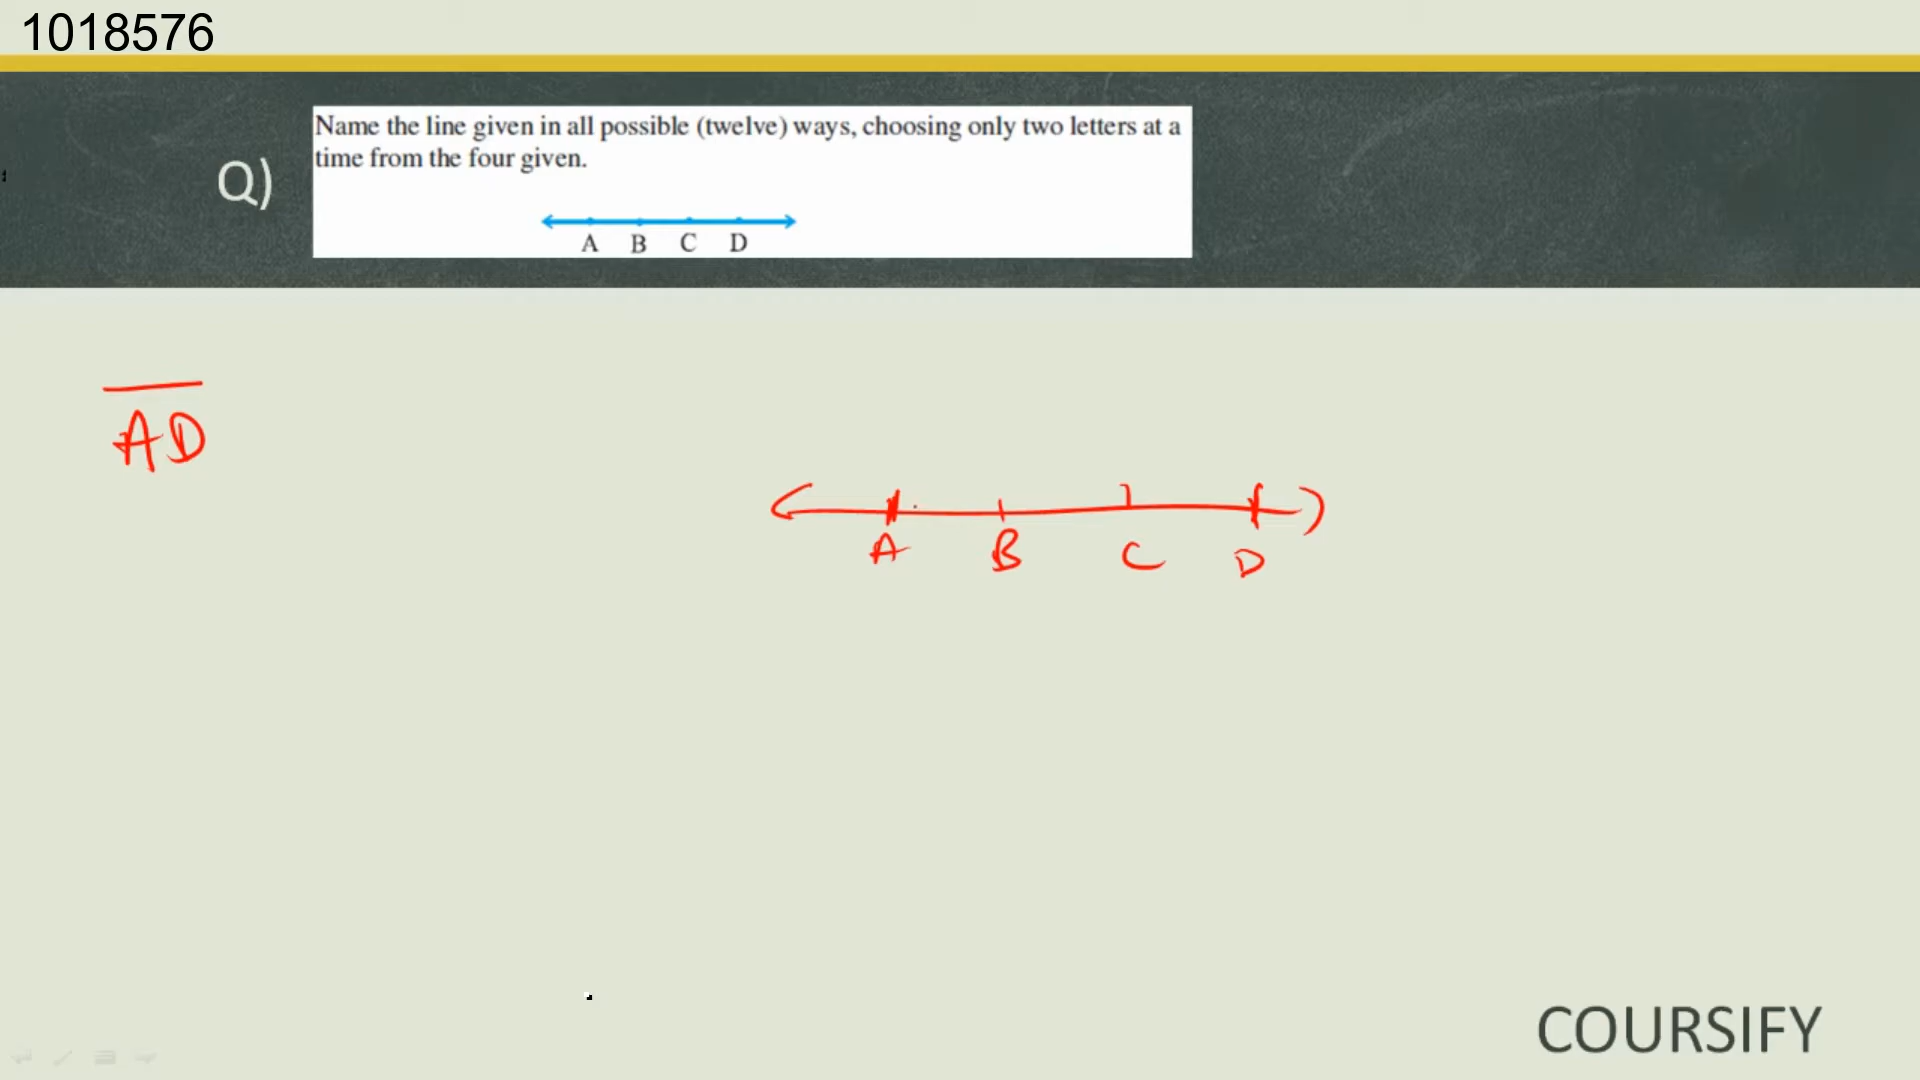 1018576
Q)
Name the line given in all possible (twelve) ways, choosing only two letters at a
time from the four given.
A B C D
AD
A B C D
COURSIFY